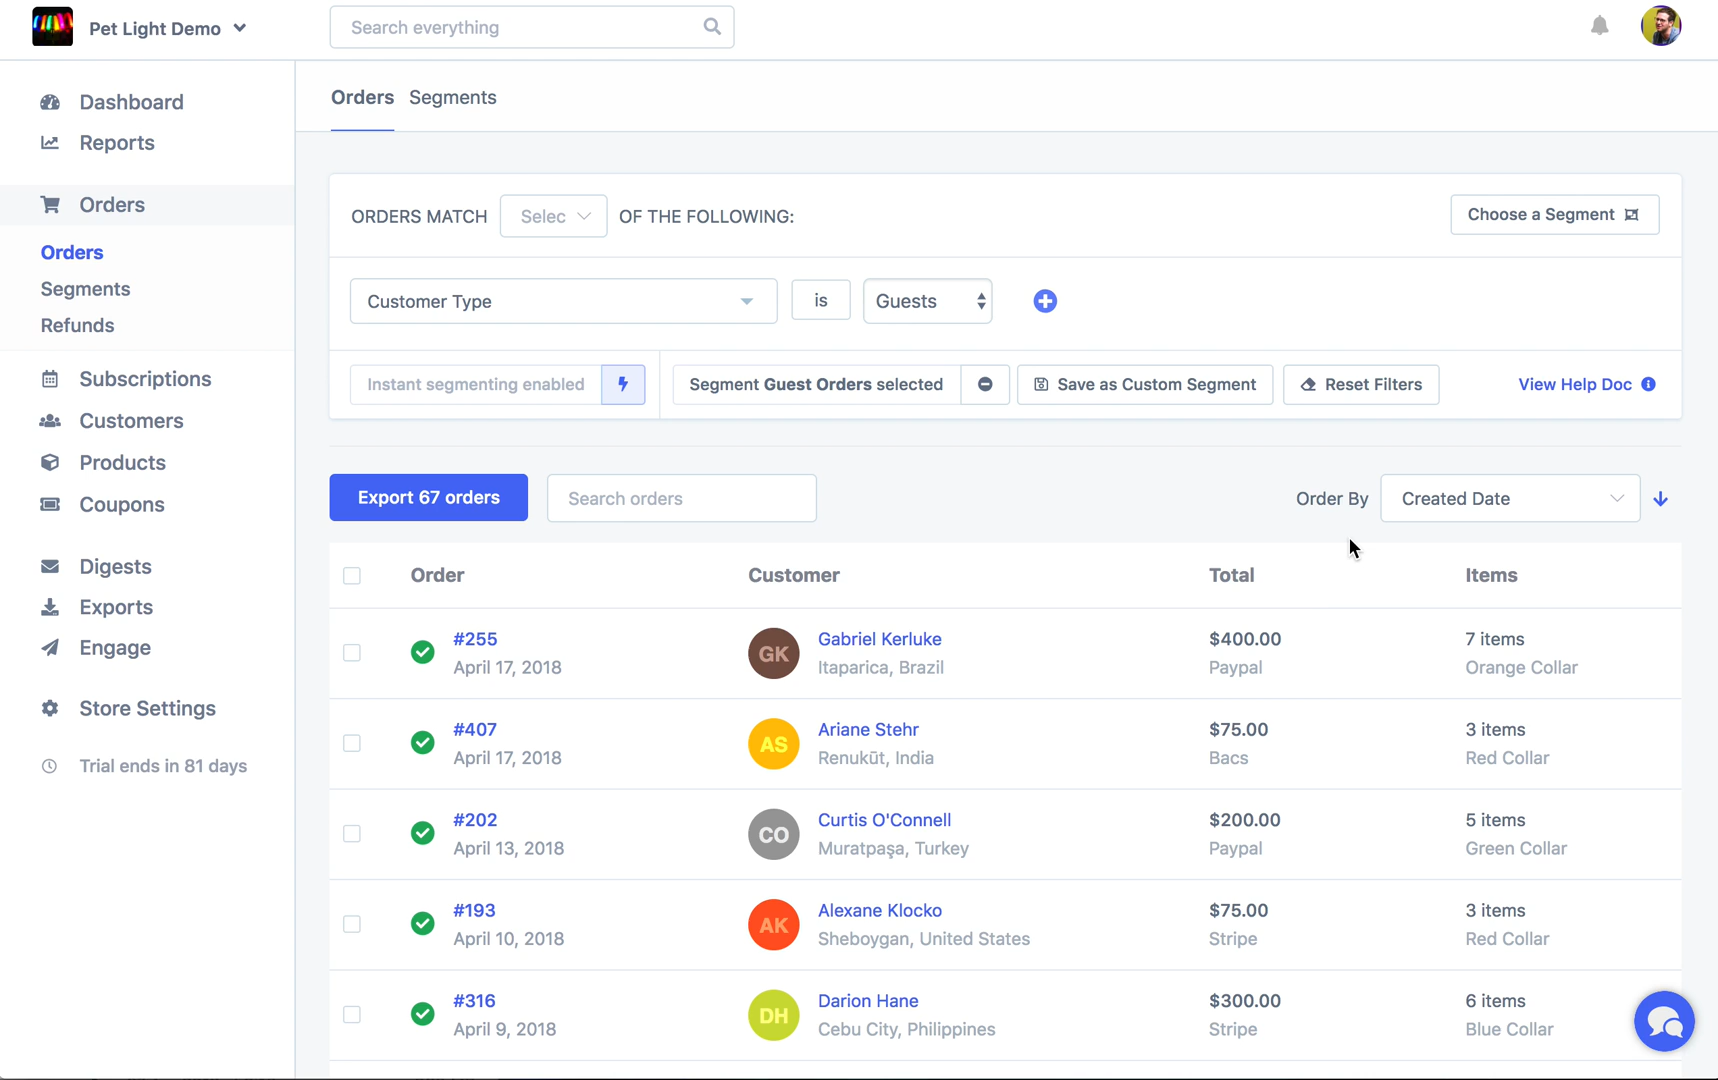 Pet Light Demo
Search everything
Dashboard
Reports
Orders
Orders
Segments
Refunds
Subscriptions
Customers
Products
Coupons
Digests
Exports
Engage
Store Settings
Trial ends in 81 days
Orders Segments
ORDERS MATCH Selec OF THE FOLLOWING:
Choose a Segment
Customer Type is Guests
Instant segmenting enabled Segment Guest Orders selected Save as Custom Segment Reset Filters View Help Doc
Export 67 orders Search orders Order By Created Date
Order Customer Total Items
#255 Gabriel Kerluke $400.00 7 items
April 17, 2018 GK Itaparica, Brazil Paypal Orange Collar
#407 Ariane Stehr $75.00 3 items
April 17, 2018 AS Renukūt, India Bacs Red Collar
#202 Curtis O'Connell $200.00 5 items
April 13, 2018 CO Muratpaşa, Turkey Paypal Green Collar
#193 Alexane Klocko $75.00 3 items
April 10, 2018 AK Sheboygan, United States Stripe Red Collar
#316 Darion Hane $300.00 6 items
April 9, 2018 DH Cebu City, Philippines Stripe Blue Collar